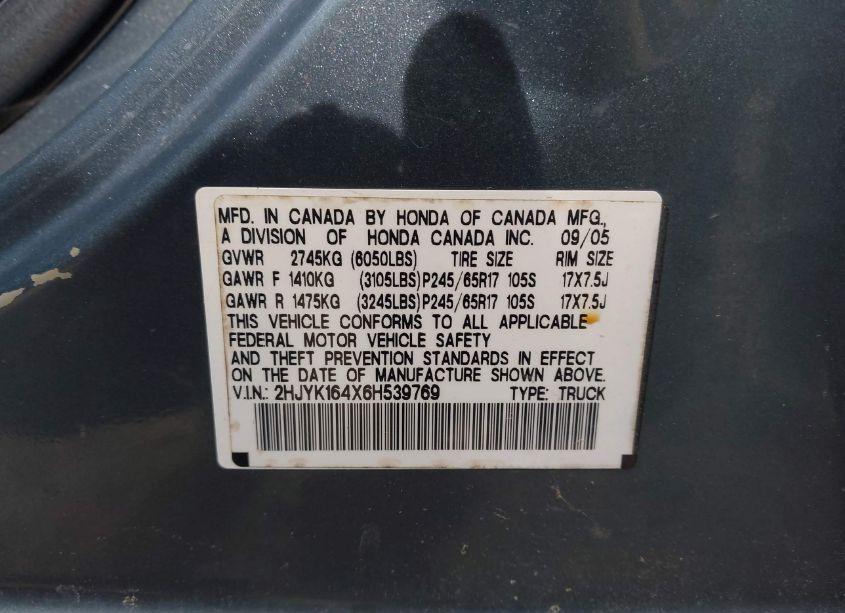 MFD. IN CANADA BY HONDA OF CANADA MFG.,
A DIVISION OF HONDA CANADA INC. 09/05
GVWR 2745KG (6050LBS) TIRE SIZE RIM SIZE
GAWR F 1410KG (3105LBS)P245/65R17 105S 17X7.5J
GAWR R 1475KG (3245LBS)P245/65R17 105S 17X7.5J
THIS VEHICLE CONFORMS TO ALL APPLICABLE
FEDERAL MOTOR VEHICLE SAFETY
AND THEFT PREVENTION STANDARDS IN EFFECT
ON THE DATE OF MANUFACTURE SHOWN ABOVE.
V.I.N.: 2HJYK164X6H539769 TYPE: TRUCK